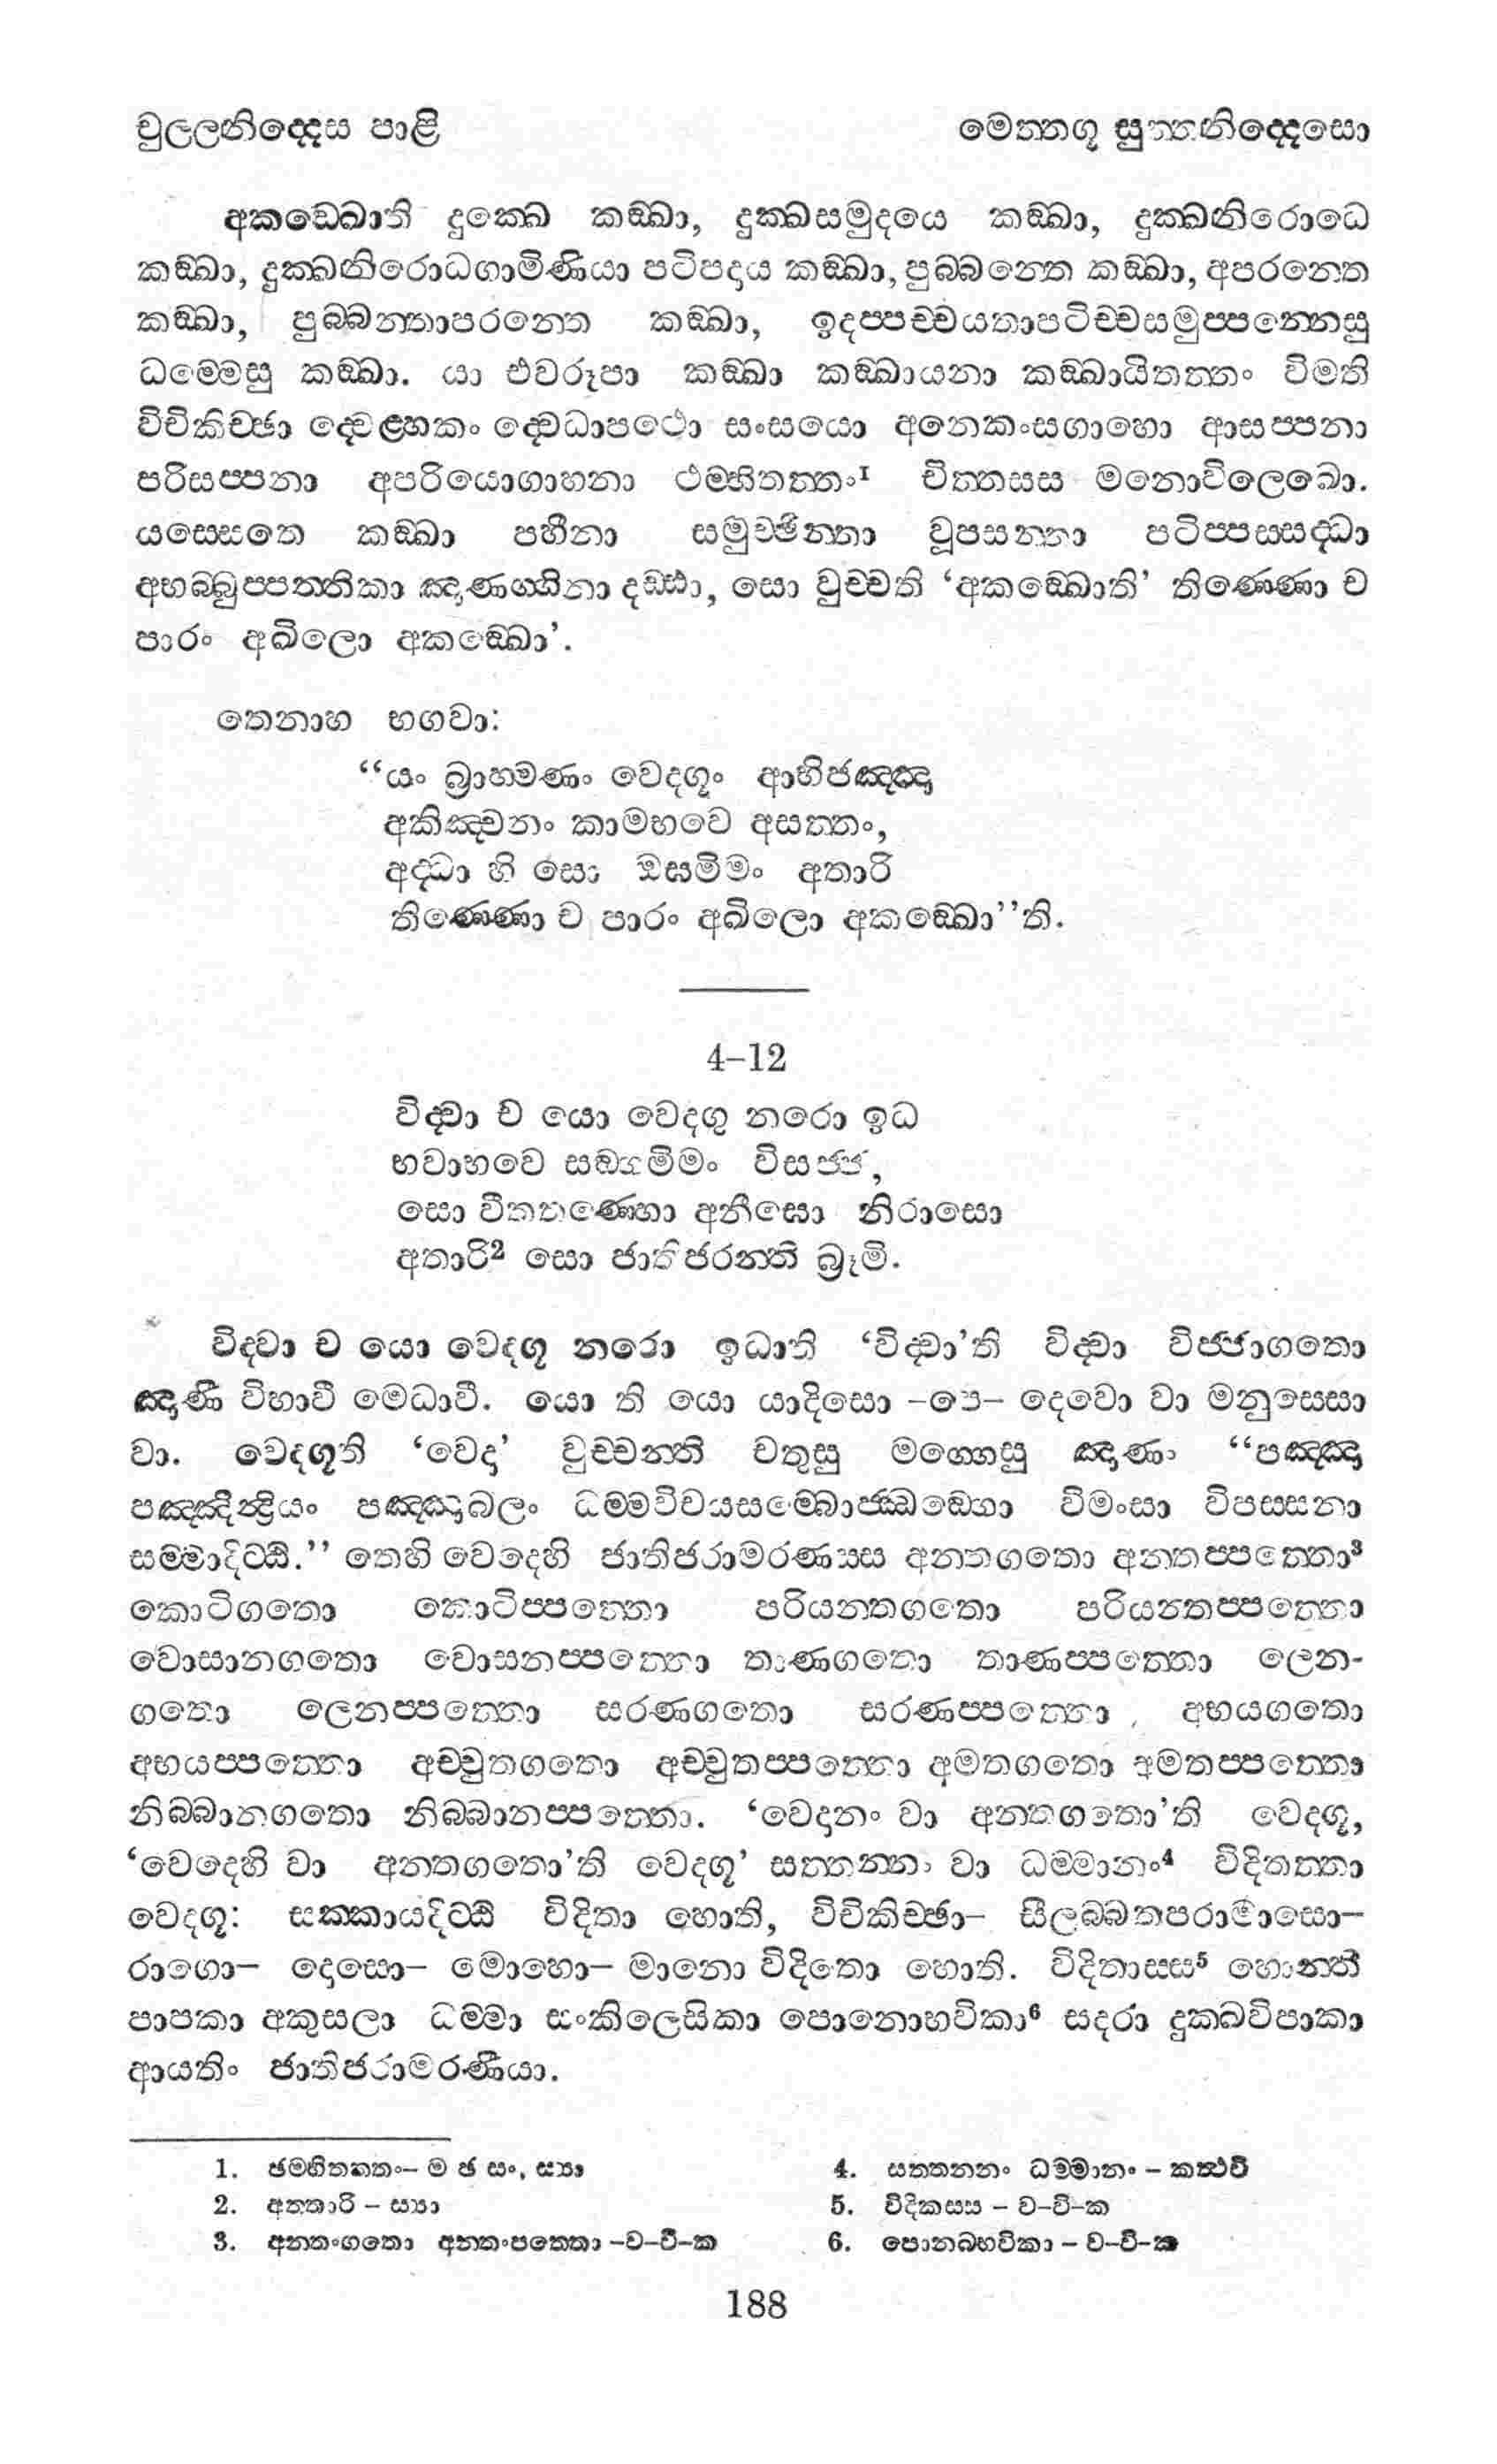 චුල්ලනිද්දෙස පාළි
මෙත්තගූ සුත්තනිද්දෙසො
අකඞ්ඛොති දුක්ඛෙ කඞ්ඛා, දුක්ඛසමුදයෙ කඞ්ඛා, දුක්ඛනිරොධෙ
කඞ්ඛා, දුක්ඛනිරොධගාමිණියා පටිපදාය කඞ්ඛා, පුබ්බන්තෙ කඞ්ඛා, අපරන්තෙ
කඞ්ඛා, පුබ්බන්තාපරන්තෙ කඞ්ඛා, ඉදප්පච්චයතාපටිච්චසමුප්පන්නෙසු
ධම්මෙසු කඞ්ඛා. යා එවරූපා කඞ්ඛා කඞ්ඛායනා කඞ්ඛායිතත්තං විමති
විචිකිච්ඡා ද්වෙළ්හකං ද්වෙධාපථො සංසයො අනෙකංසගාහො ආසප්පනා
පරිසප්පනා අපරියොගාහනා ථම්භිතත්තං¹ චිත්තස්ස මනොවිලෙඛො.
යස්සෙතෙ කඞ්ඛා පහීනා සමුච්ඡින්නා වූපසන්තා පටිප්පස්සද්ධා
අභබ්බුප්පත්තිකා ඤාණග්ගිනා දඩ්ඪා, සො වුච්චති ‘අකඞ්ඛොති’ තිණ්ණො ච
පාරං අඛිලො අකඞ්ඛො’.
තෙනාහ භගවා:
“යං බ්‍රාහ්මණං වෙදගූං ආභිජඤ්ඤා
අකිඤ්චනං කාමභවෙ අසත්තං,
අද්ධා හි සො ඔඝමිමං අතාරි
තිණ්ණො ච පාරං අඛිලො අකඞ්ඛො”ති.
4–12
විද්වා ච යො වෙදගු නරො ඉධ
භවාභවෙ සඞ්ගමිමං විසජ්ජ,
සො වීතතණ්හො අනීඝො නිරාසො
අතාරි² සො ජාතිජරන්ති බ්‍රූමි.
විද්වා ච යො වෙදගූ නරො ඉධාති ‘විද්වා’ති විද්වා විජ්ජාගතො
ඤාණී විභාවී මෙධාවී. යො ති යො යාදිසො –පෙ– දෙවො වා මනුස්සො
වා. වෙදගූති ‘වෙදා’ වුච්චන්ති චතුසු මග්ගෙසු ඤාණං “පඤ්ඤා
පඤ්ඤින්ද්‍රියං පඤ්ඤාබලං ධම්මවිචයසම්බොජ්ඣඞ්ගො විමංසා විපස්සනා
සම්මාදිට්ඨි.” තෙහි වෙදෙහි ජාතිජරාමරණස්ස අන්තගතො අන්තප්පත්තො³
කොටිගතො කොටිප්පත්තො පරියන්තගතො පරියන්තප්පත්තො
වොසානගතො වොසනප්පත්තො තාණගතො තාණප්පත්තො ලෙන-
ගතො ලෙනප්පත්තො සරණගතො සරණප්පත්තො, අභයගතො
අභයප්පත්තො අච්චුතගතො අච්චුතප්පත්තො අමතගතො අමතප්පත්තො
නිබ්බානගතො නිබ්බානප්පත්තො. ‘වෙදානං වා අන්තගතො’ති වෙදගූ,
‘වෙදෙහි වා අන්තගතො’ති වෙදගූ’ සත්තන්නං වා ධම්මානං⁴ විදිතත්තා
වෙදගූ: සක්කායදිට්ඨි විදිතා හොති, විචිකිච්ඡා– සීලබ්බතපරාමාසො–
රාගො– දොසො– මොහො– මානො විදිතො හොති. විදිතාස්ස⁵ හොන්ති
පාපකා අකුසලා ධම්මා සංකිලෙසිකා පොනොභවිකා⁶ සදරා දුක්ඛවිපාකා
ආයතිං ජාතිජරාමරණීයා.
1. ඡම්භිතත්තං– ම ඡ සං, ස්‍යා
2. අත්තාරි – ස්‍යා
3. අන්තංගතො අන්තංපත්තො –ව–වි–ක
4. සත්තන්නං ධම්මානං – කත්ථචි
5. විදිකස්ස – ව–වි–ක
6. පොනබ්භවිකා – ව–වි–ක
188